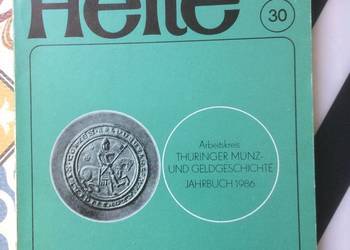 Hefte
30
Arbeitskreis
THÜRINGER MÜNZ-
UND GELDGESCHICHTE
JAHRBUCH 1986